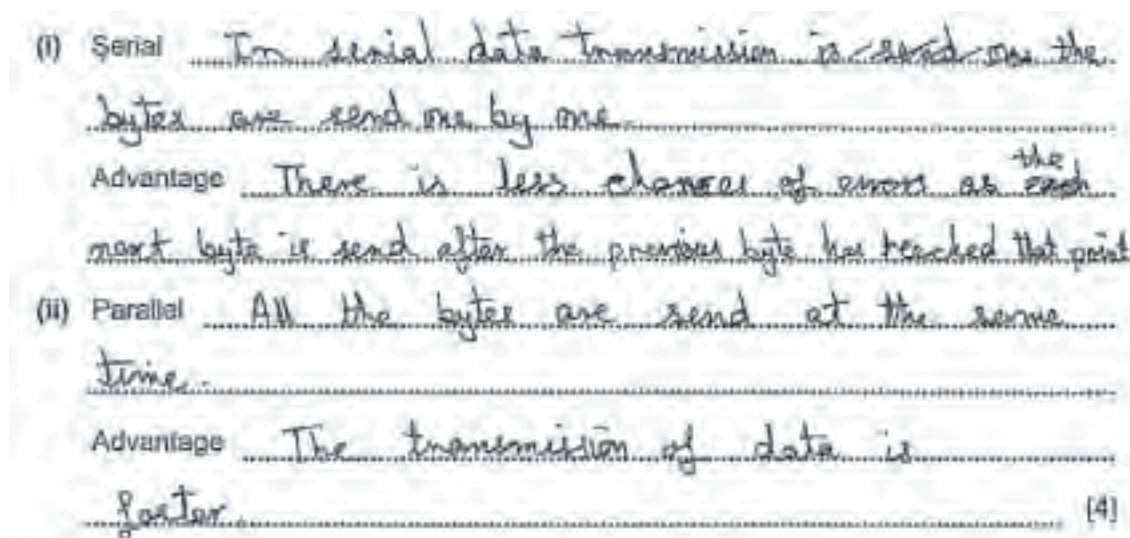 (i) Serial In serial data transmission is send on the
bytes are send one by one.
Advantage There is less chances of errors as the each
next byte is send after the previous byte has reached that point
(ii) Parallel All the bytes are send at the same
time.
Advantage The transmission of data is
faster. [4]